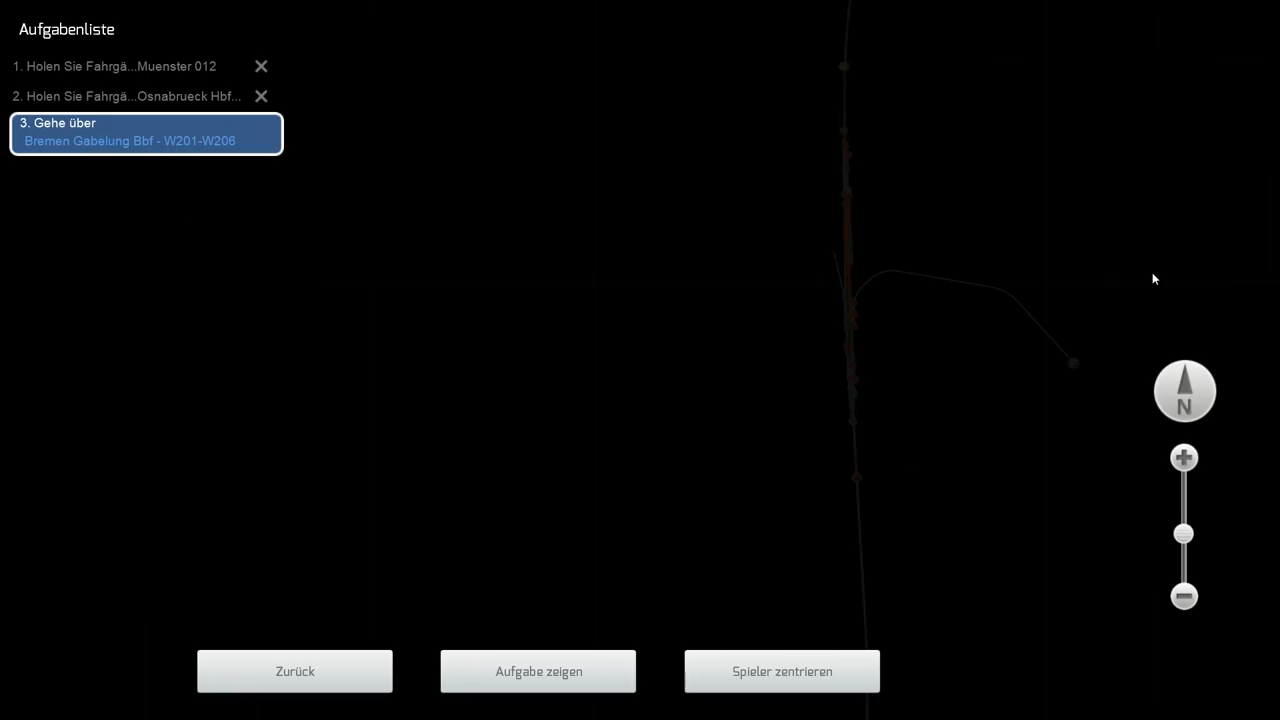 Aufgabenliste
1. Holen Sie Fahrgä...Muenster 012
2. Holen Sie Fahrgä...Osnabrueck Hbf...
3. Gehe über
Bremen Gabelung Bbf - W201-W206
N
Zurück
Aufgabe zeigen
Spieler zentrieren